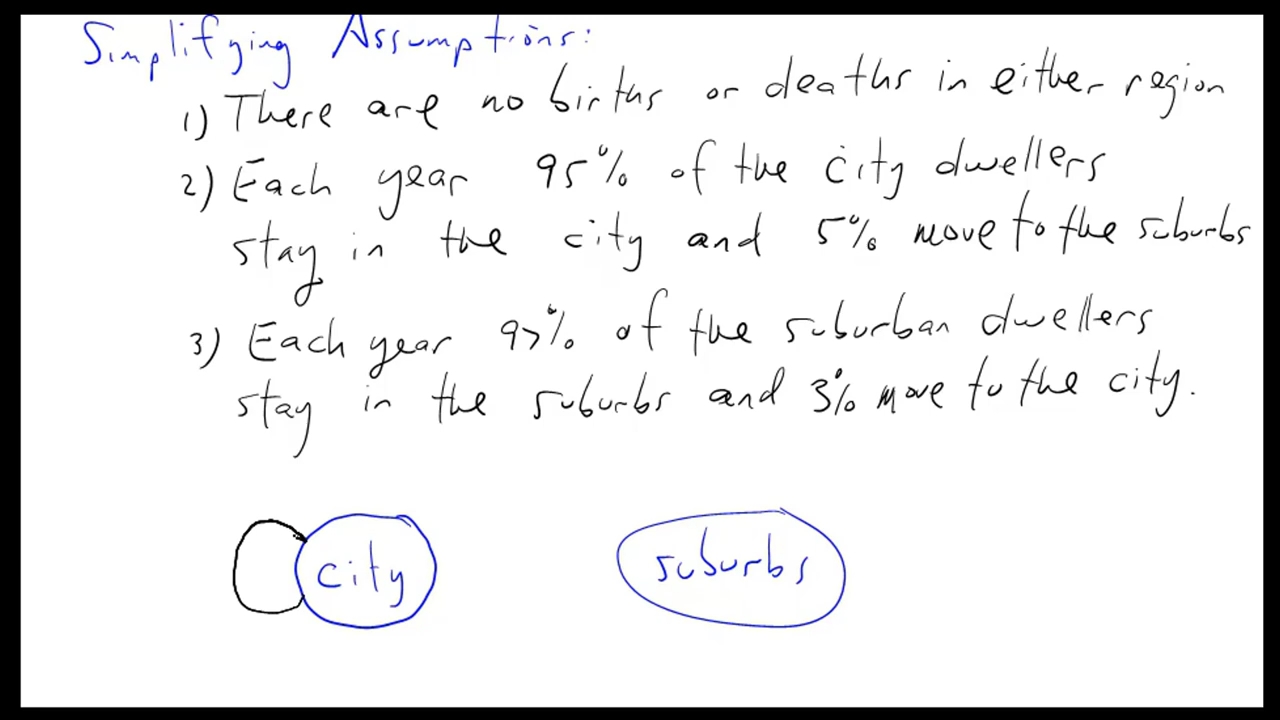 Simplifying Assumptions:
1) There are no births or deaths in either region
2) Each year 95% of the city dwellers
stay in the city and 5% move to the suburbs
3) Each year 97% of the suburban dwellers
stay in the suburbs and 3% move to the city.
city
suburbs